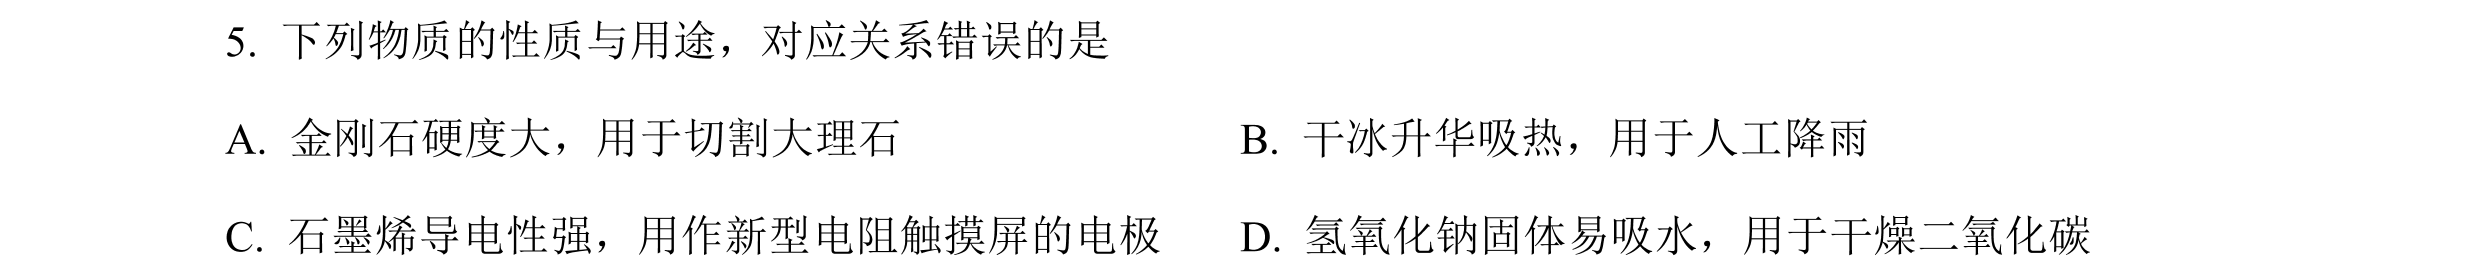 5. 下列物质的性质与用途，对应关系错误的是
A. 金刚石硬度大，用于切割大理石 B. 干冰升华吸热，用于人工降雨
C. 石墨烯导电性强，用作新型电阻触摸屏的电极 D. 氢氧化钠固体易吸水，用于干燥二氧化碳